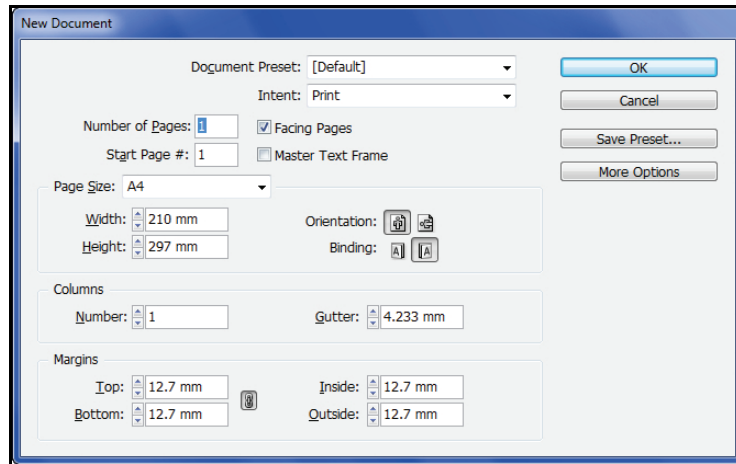 New Document
Document Preset: [Default]
OK
Intent: Print
Cancel
Number of Pages: 1
Facing Pages
Save Preset...
Start Page #: 1
Master Text Frame
More Options
Page Size: A4
Width: 210 mm
Orientation:
Height: 297 mm
Binding: A A
Columns
Number: 1
Gutter: 4.233 mm
Margins
Top: 12.7 mm
Inside: 12.7 mm
Bottom: 12.7 mm
Outside: 12.7 mm